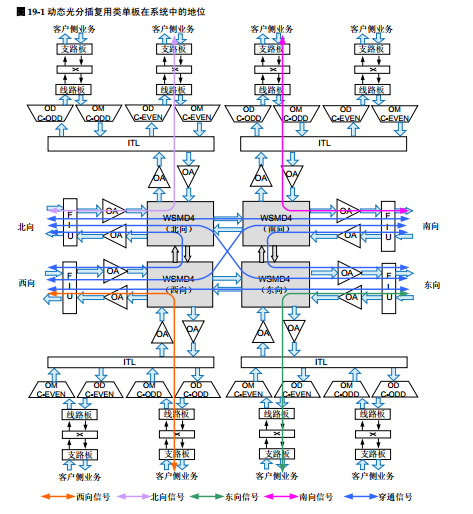 图 19-1 动态光分插复用类单板在系统中的地位
客户侧业务 客户侧业务 客户侧业务 客户侧业务
支路板 支路板 支路板 支路板
线路板 线路板 线路板 线路板
OD OM OD OM OD OM OD OM
C-ODD C-EVEN C-ODD C-EVEN C-ODD C-EVEN C-ODD C-EVEN
ITL ITL
OA OA OA OA
北向 FIU OA WSMD4 WSMD4 OA FIU 南向
OA (北向) (南向) OA
西向 FIU OA WSMD4 WSMD4 OA FIU 东向
OA (西向) (东向) OA
OA OA OA OA
ITL ITL
OM OD OM OD OM OD OM OD
C-EVEN C-EVEN C-ODD C-ODD C-EVEN C-EVEN C-ODD C-ODD
线路板 线路板 线路板 线路板
支路板 支路板 支路板 支路板
客户侧业务 客户侧业务 客户侧业务 客户侧业务
西向信号 北向信号 东向信号 南向信号 穿通信号